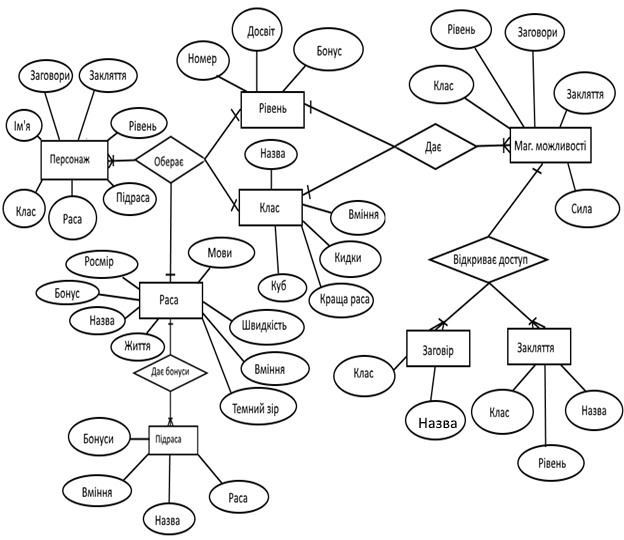 Досвіт
Номер
Бонус
Рівень
Рівень
Заговори
Клас
Закляття
Маг. можливості
Сила
Заговори
Закляття
Ім'я
Рівень
Персонаж
Клас
Раса
Підраса
Оберає
Дає
Назва
Клас
Вміння
Кидки
Куб
Краща раса
Відкриває доступ
Мови
Росмір
Бонус
Назва
Раса
Життя
Швидкість
Вміння
Темний зір
Дає бонуси
Підраса
Бонуси
Вміння
Назва
Раса
Заговір
Клас
Назва
Закляття
Клас
Назва
Рівень